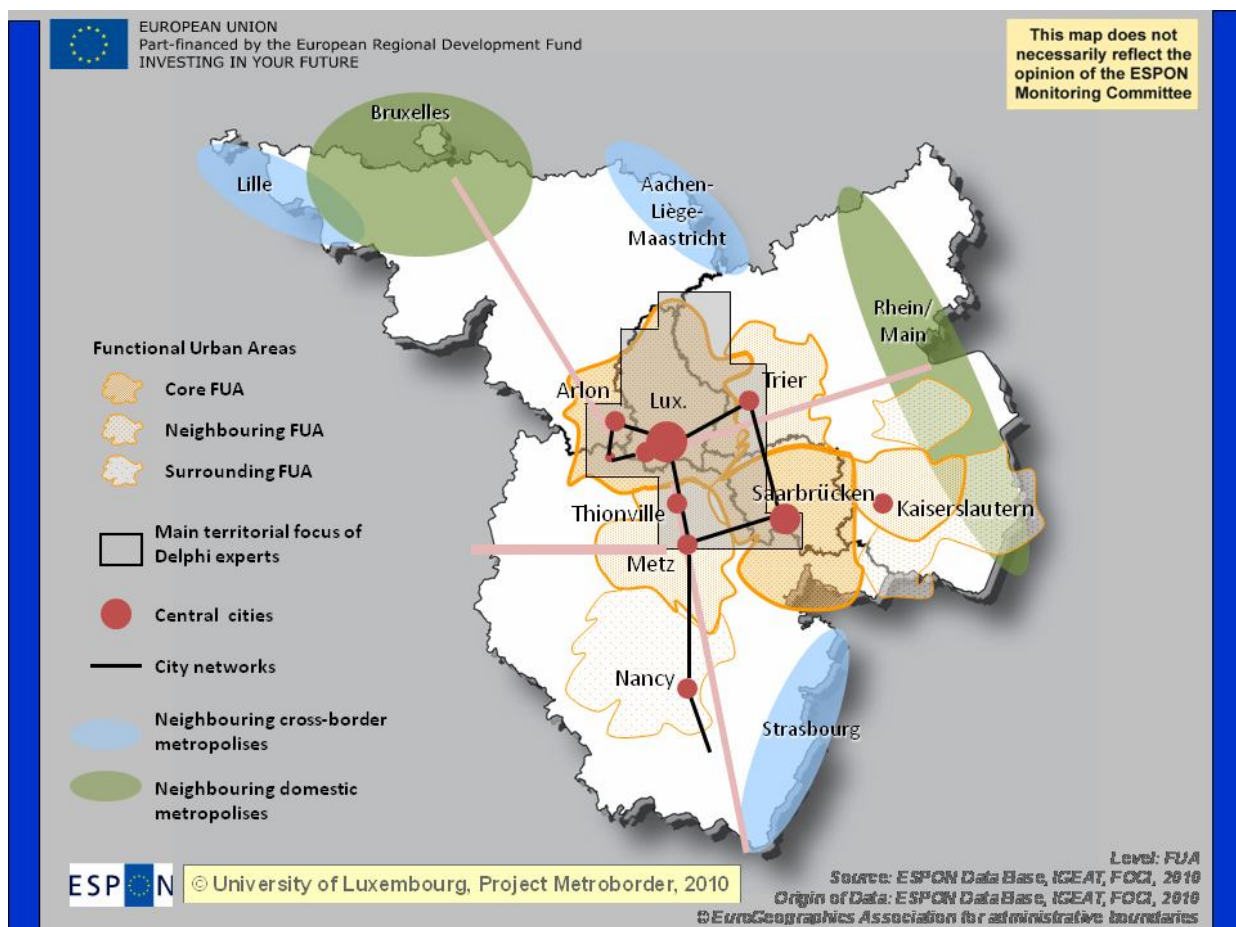 EUROPEAN UNION
Part-financed by the European Regional Development Fund
INVESTING IN YOUR FUTURE
This map does not
necessarily reflect the
opinion of the ESPON
Monitoring Committee
Bruxelles
Lille
Aachen-
Liège-
Maastricht
Rhein/
Main
Functional Urban Areas
Core FUA
Neighbouring FUA
Surrounding FUA
Main territorial focus of
Delphi experts
Central cities
City networks
Neighbouring cross-border
metropolises
Neighbouring domestic
metropolises
Arlon
Lux.
Trier
Thionville
Saarbrücken
Kaiserslautern
Metz
Nancy
Strasbourg
ESPON
© University of Luxembourg, Project Metroborder, 2010
Level: FUA
Source: ESPON Data Base, IGEAT, FOCI, 2010
Origin of Data: ESPON Data Base, IGEAT, FOCI, 2010
© EuroGeographics Association for administrative boundaries